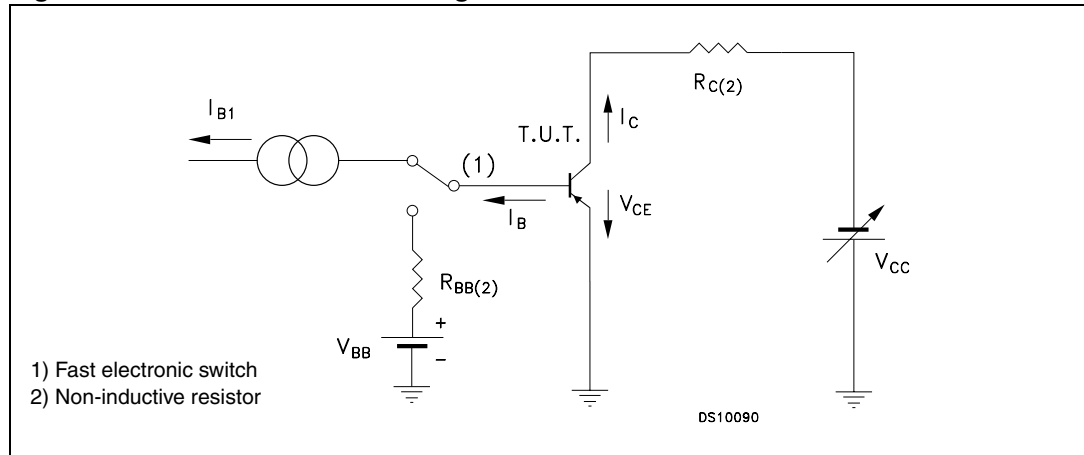 I_B1
R_C(2)
I_C
T.U.T.
(1)
V_CE
I_B
V_CC
R_BB(2)
+
V_BB
–
1) Fast electronic switch
2) Non-inductive resistor
DS10090